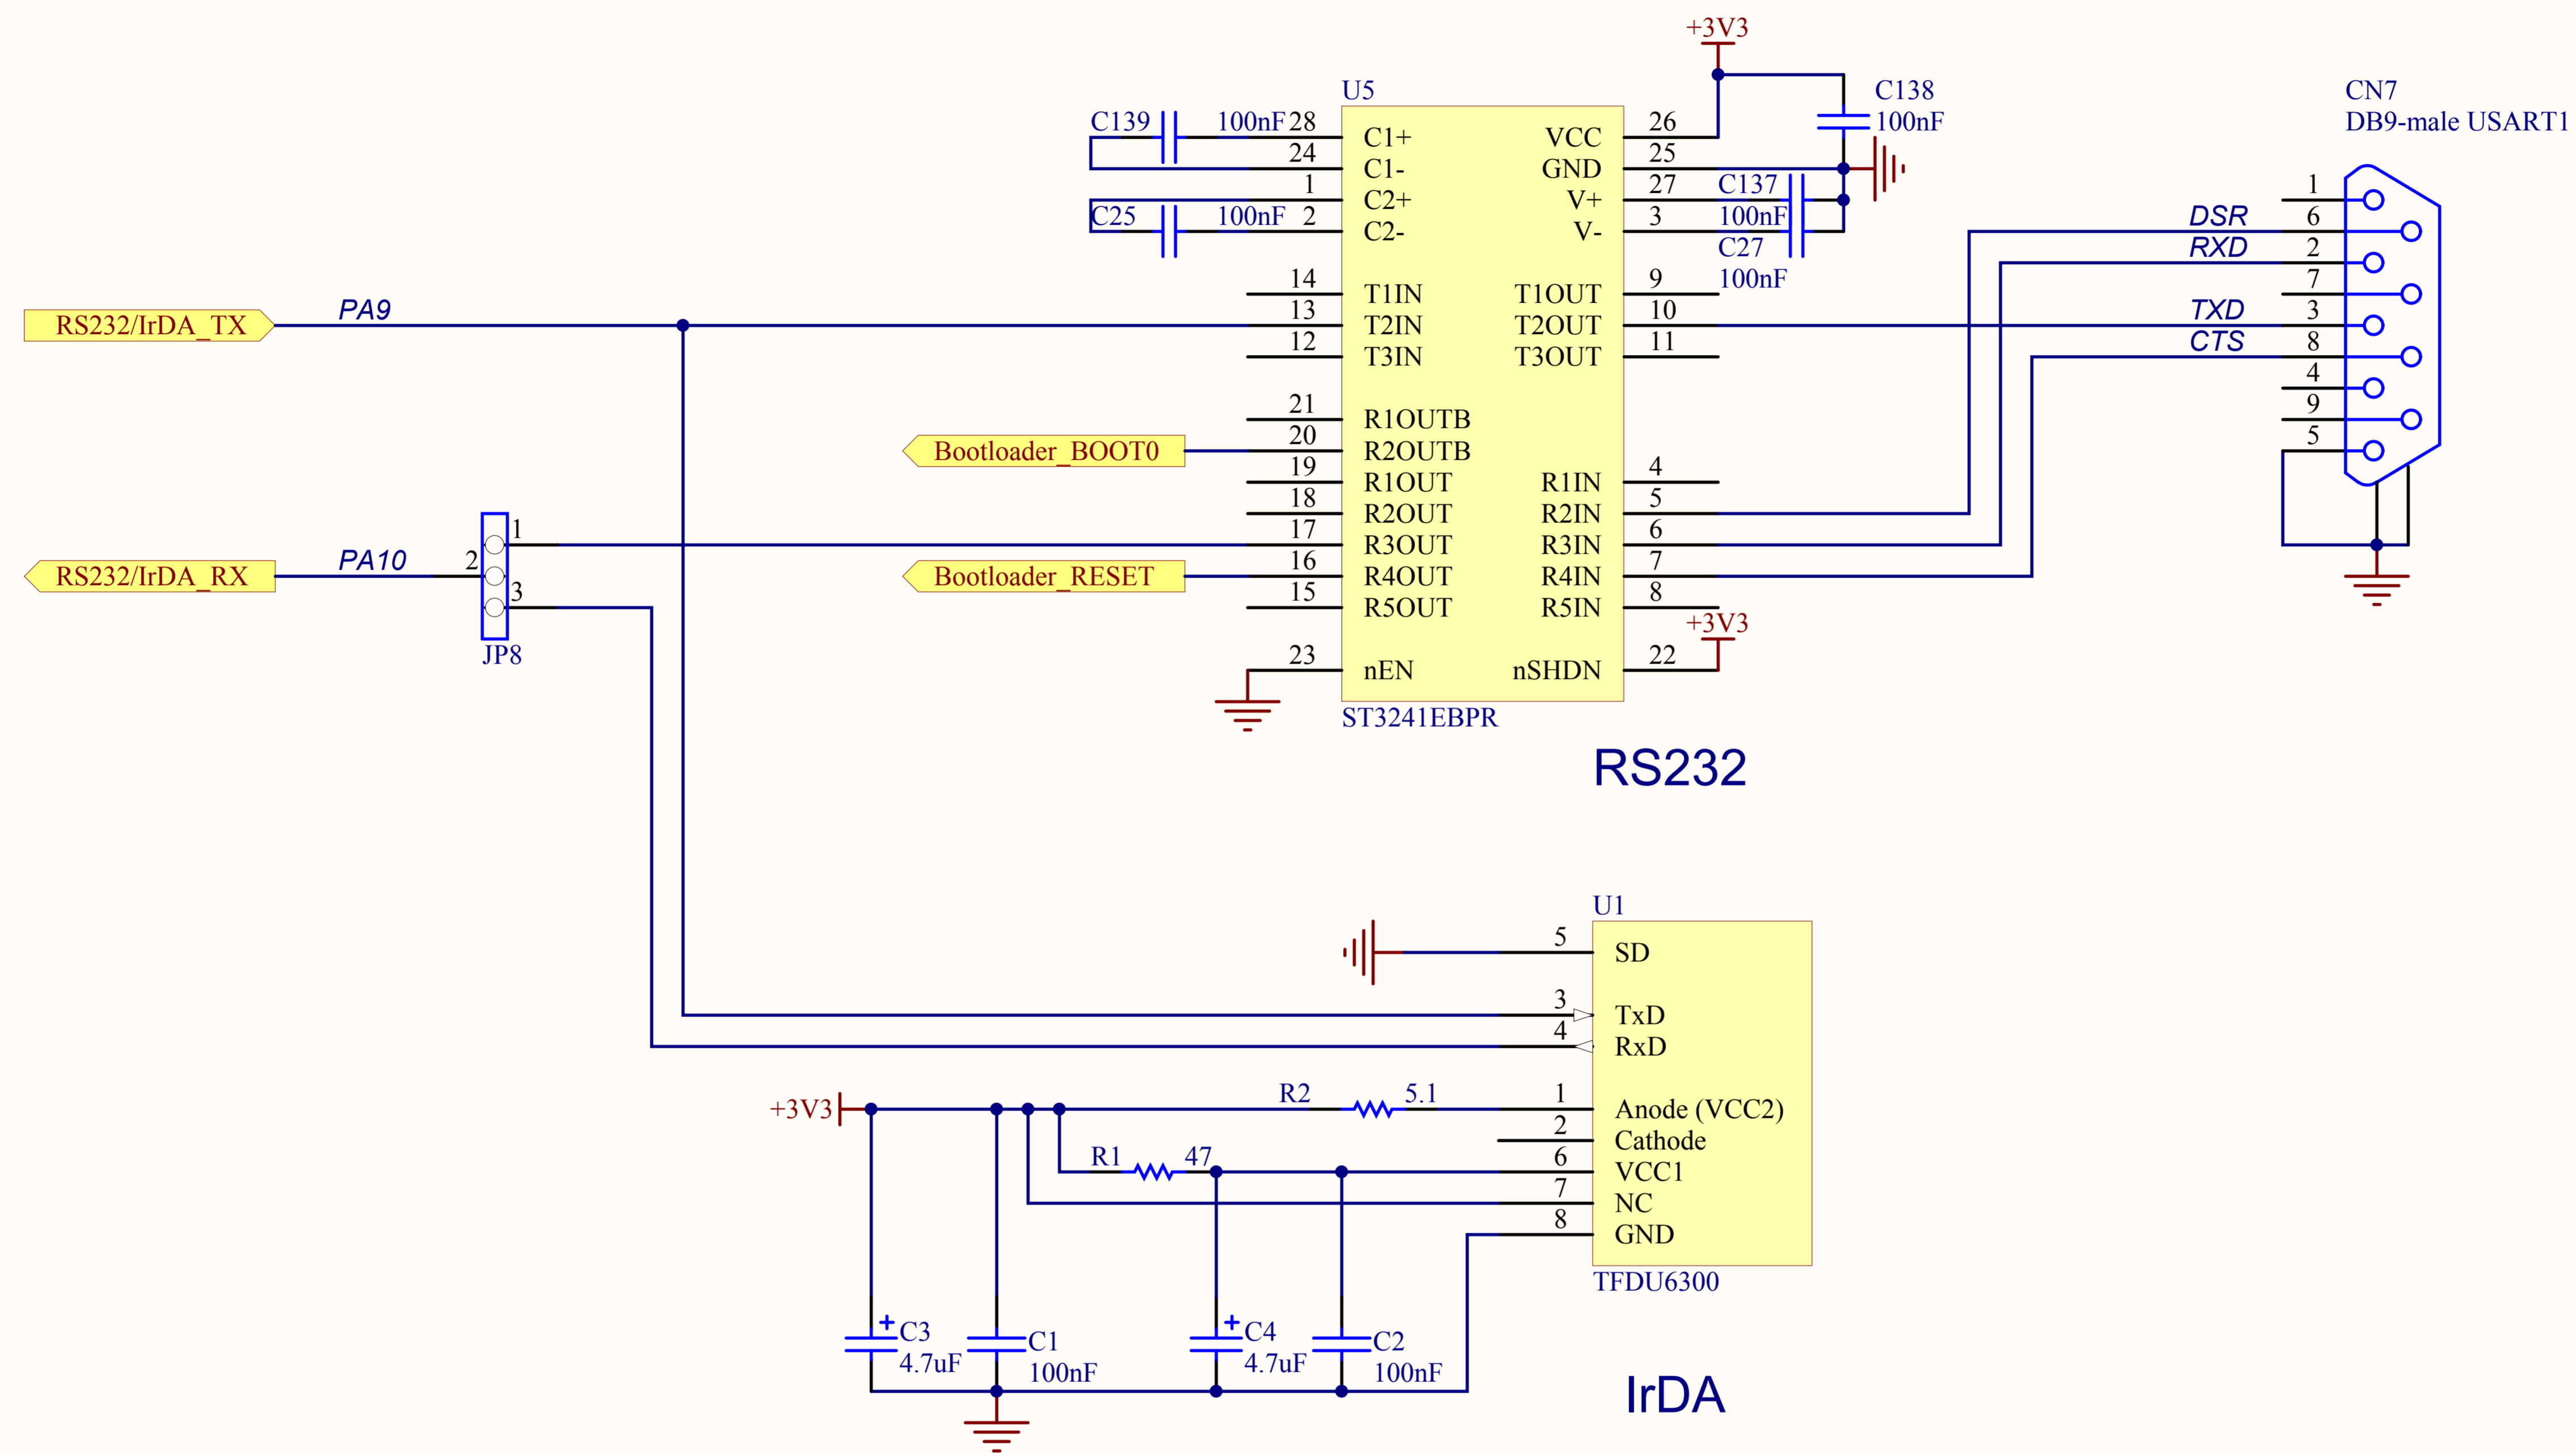 +3V3
U5
C138
100nF
CN7
DB9-male USART1
C139
100nF
28
C1+
VCC
26
24
C1-
GND
25
1
C2+
V+
27
C137
100nF
C25
100nF
2
C2-
V-
3
C27
100nF
14
T1IN
T1OUT
9
RS232/IrDA_TX
PA9
13
T2IN
T2OUT
10
12
T3IN
T3OUT
11
1
DSR
6
RXD
2
7
TXD
3
CTS
8
4
9
5
21
R1OUTB
Bootloader_BOOT0
20
R2OUTB
19
R1OUT
R1IN
4
18
R2OUT
R2IN
5
1
17
R3OUT
R3IN
6
RS232/IrDA_RX
PA10
2
Bootloader_RESET
16
R4OUT
R4IN
7
3
15
R5OUT
R5IN
8
JP8
+3V3
23
nEN
nSHDN
22
ST3241EBPR
RS232
U1
5
SD
3
TxD
4
RxD
+3V3
R2
5.1
1
Anode (VCC2)
2
Cathode
R1
47
6
VCC1
7
NC
8
GND
TFDU6300
+
C3
4.7uF
C1
100nF
+
C4
4.7uF
C2
100nF
IrDA